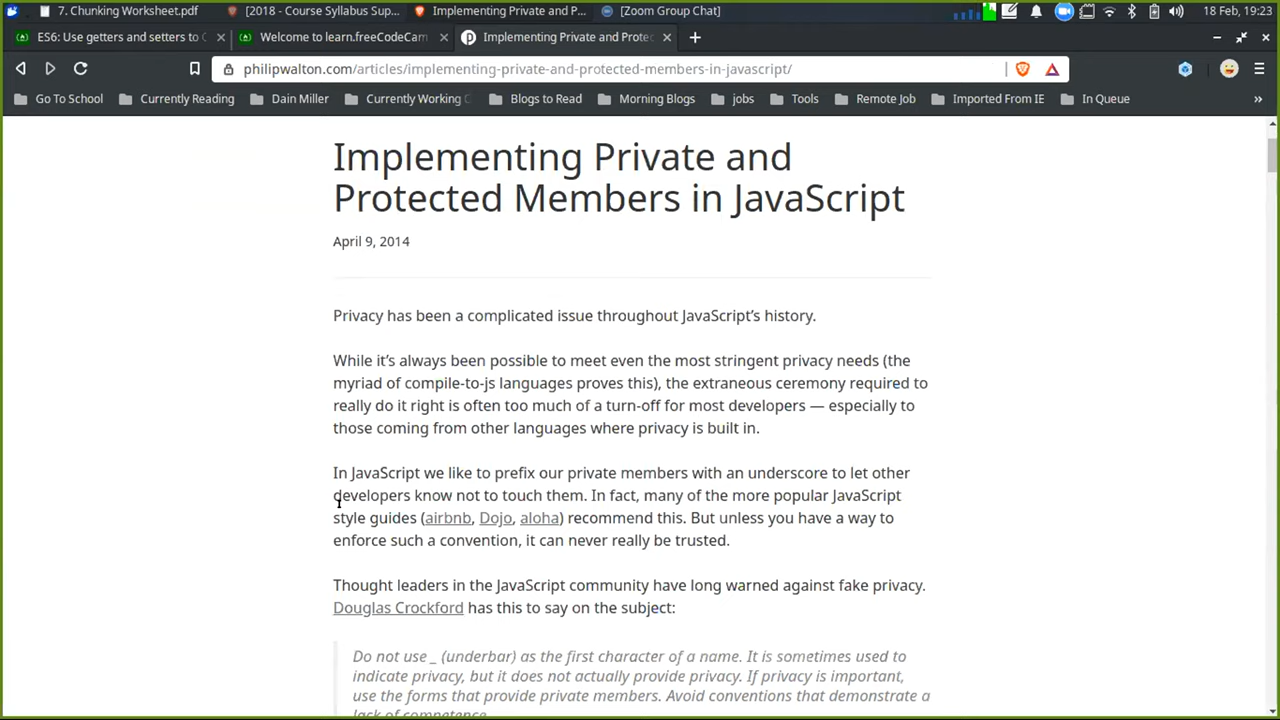 7. Chunking Worksheet.pdf [2018 - Course Syllabus Sup... Implementing Private and P... [Zoom Group Chat] 18 Feb, 19:23
ES6: Use getters and setters to C Welcome to learn.freeCodeCam Implementing Private and Protec
philipwalton.com/articles/implementing-private-and-protected-members-in-javascript/
Go To School Currently Reading Dain Miller Currently Working C Blogs to Read Morning Blogs jobs Tools Remote Job Imported From IE In Queue »
Implementing Private and
Protected Members in JavaScript
April 9, 2014
Privacy has been a complicated issue throughout JavaScript's history.
While it's always been possible to meet even the most stringent privacy needs (the
myriad of compile-to-js languages proves this), the extraneous ceremony required to
really do it right is often too much of a turn-off for most developers — especially to
those coming from other languages where privacy is built in.
In JavaScript we like to prefix our private members with an underscore to let other
developers know not to touch them. In fact, many of the more popular JavaScript
style guides (airbnb, Dojo, aloha) recommend this. But unless you have a way to
enforce such a convention, it can never really be trusted.
Thought leaders in the JavaScript community have long warned against fake privacy.
Douglas Crockford has this to say on the subject:
Do not use _ (underbar) as the first character of a name. It is sometimes used to
indicate privacy, but it does not actually provide privacy. If privacy is important,
use the forms that provide private members. Avoid conventions that demonstrate a
lack of competence.